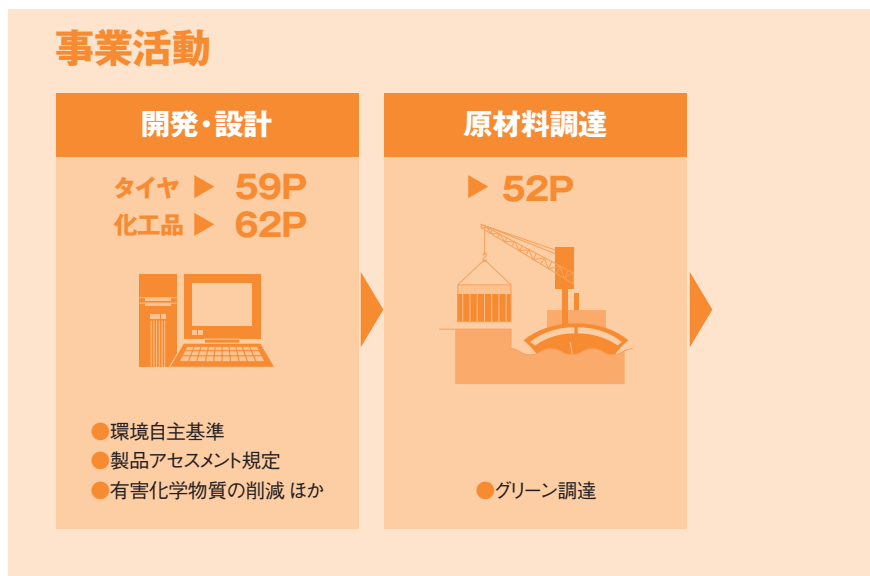 事業活動
開発・設計
タイヤ ▶ 59P
化工品 ▶ 62P
●環境自主基準
●製品アセスメント規定
●有害化学物質の削減 ほか
原材料調達
▶ 52P
●グリーン調達